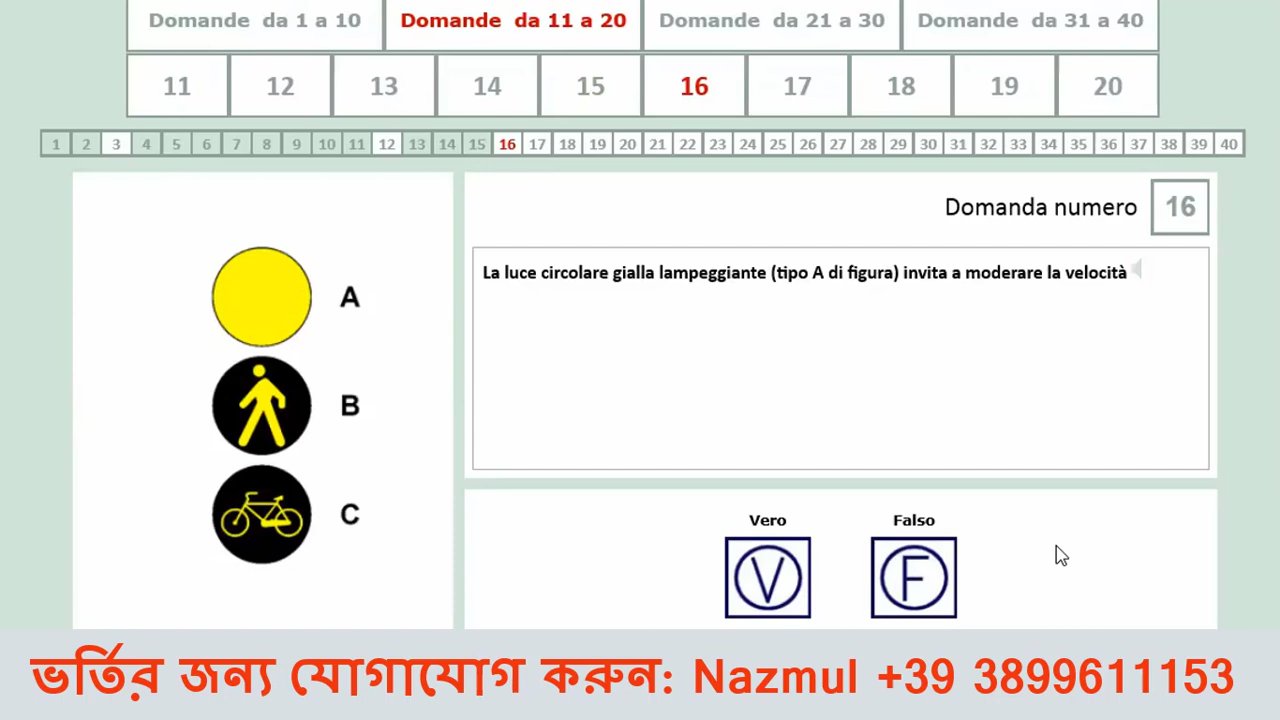 Domande da 1 a 10 Domande da 11 a 20 Domande da 21 a 30 Domande da 31 a 40
11 12 13 14 15 16 17 18 19 20
1 2 3 4 5 6 7 8 9 10 11 12 13 14 15 16 17 18 19 20 21 22 23 24 25 26 27 28 29 30 31 32 33 34 35 36 37 38 39 40
Domanda numero 16
La luce circolare gialla lampeggiante (tipo A di figura) invita a moderare la velocità
A
B
C
Vero Falso
V F
ভর্তির জন্য যোগাযোগ করুন: Nazmul +39 3899611153